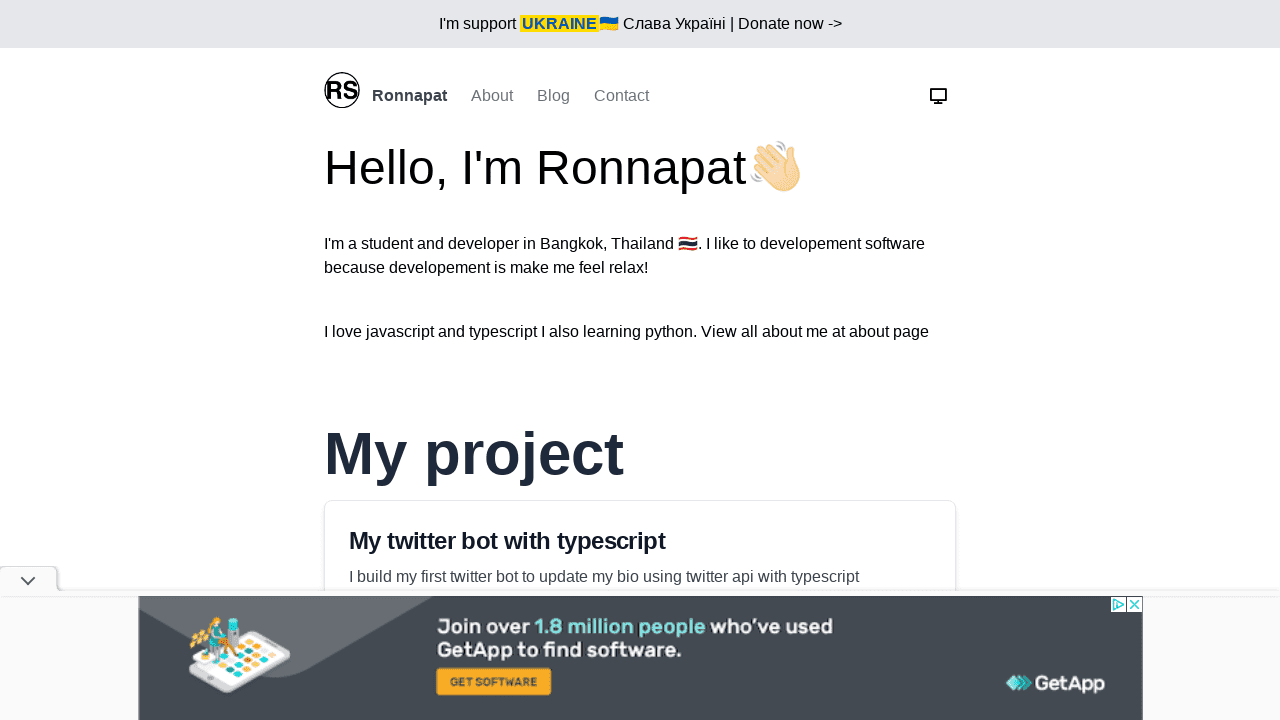 I'm support UKRAINE🇺🇦 Слава Україні | Donate now ->
RS Ronnapat About Blog Contact
Hello, I'm Ronnapat👋🏼
I'm a student and developer in Bangkok, Thailand 🇹🇭. I like to developement software
because developement is make me feel relax!
I love javascript and typescript I also learning python. View all about me at about page
My project
My twitter bot with typescript
I build my first twitter bot to update my bio using twitter api with typescript
Join over 1.8 million people who've used
GetApp to find software.
GET SOFTWARE
GetApp